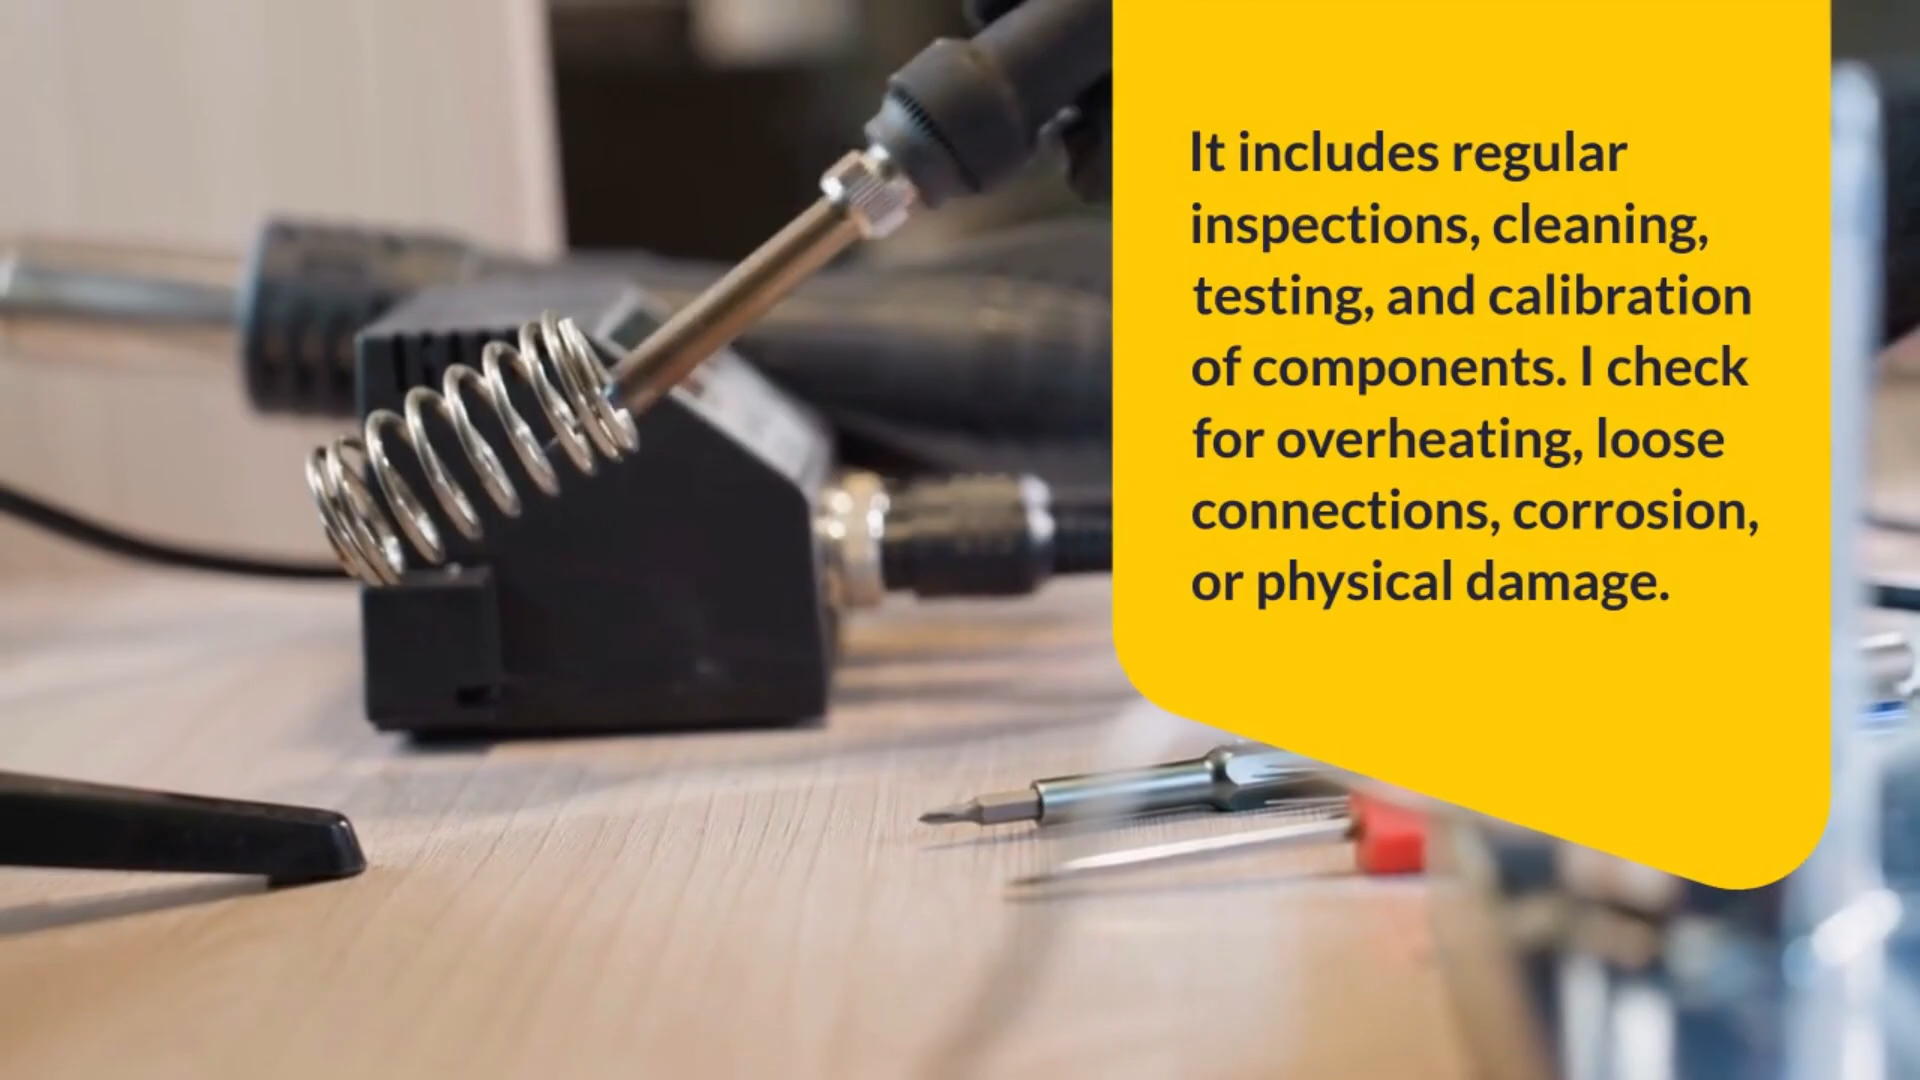 It includes regular
inspections, cleaning,
testing, and calibration
of components. I check
for overheating, loose
connections, corrosion,
or physical damage.